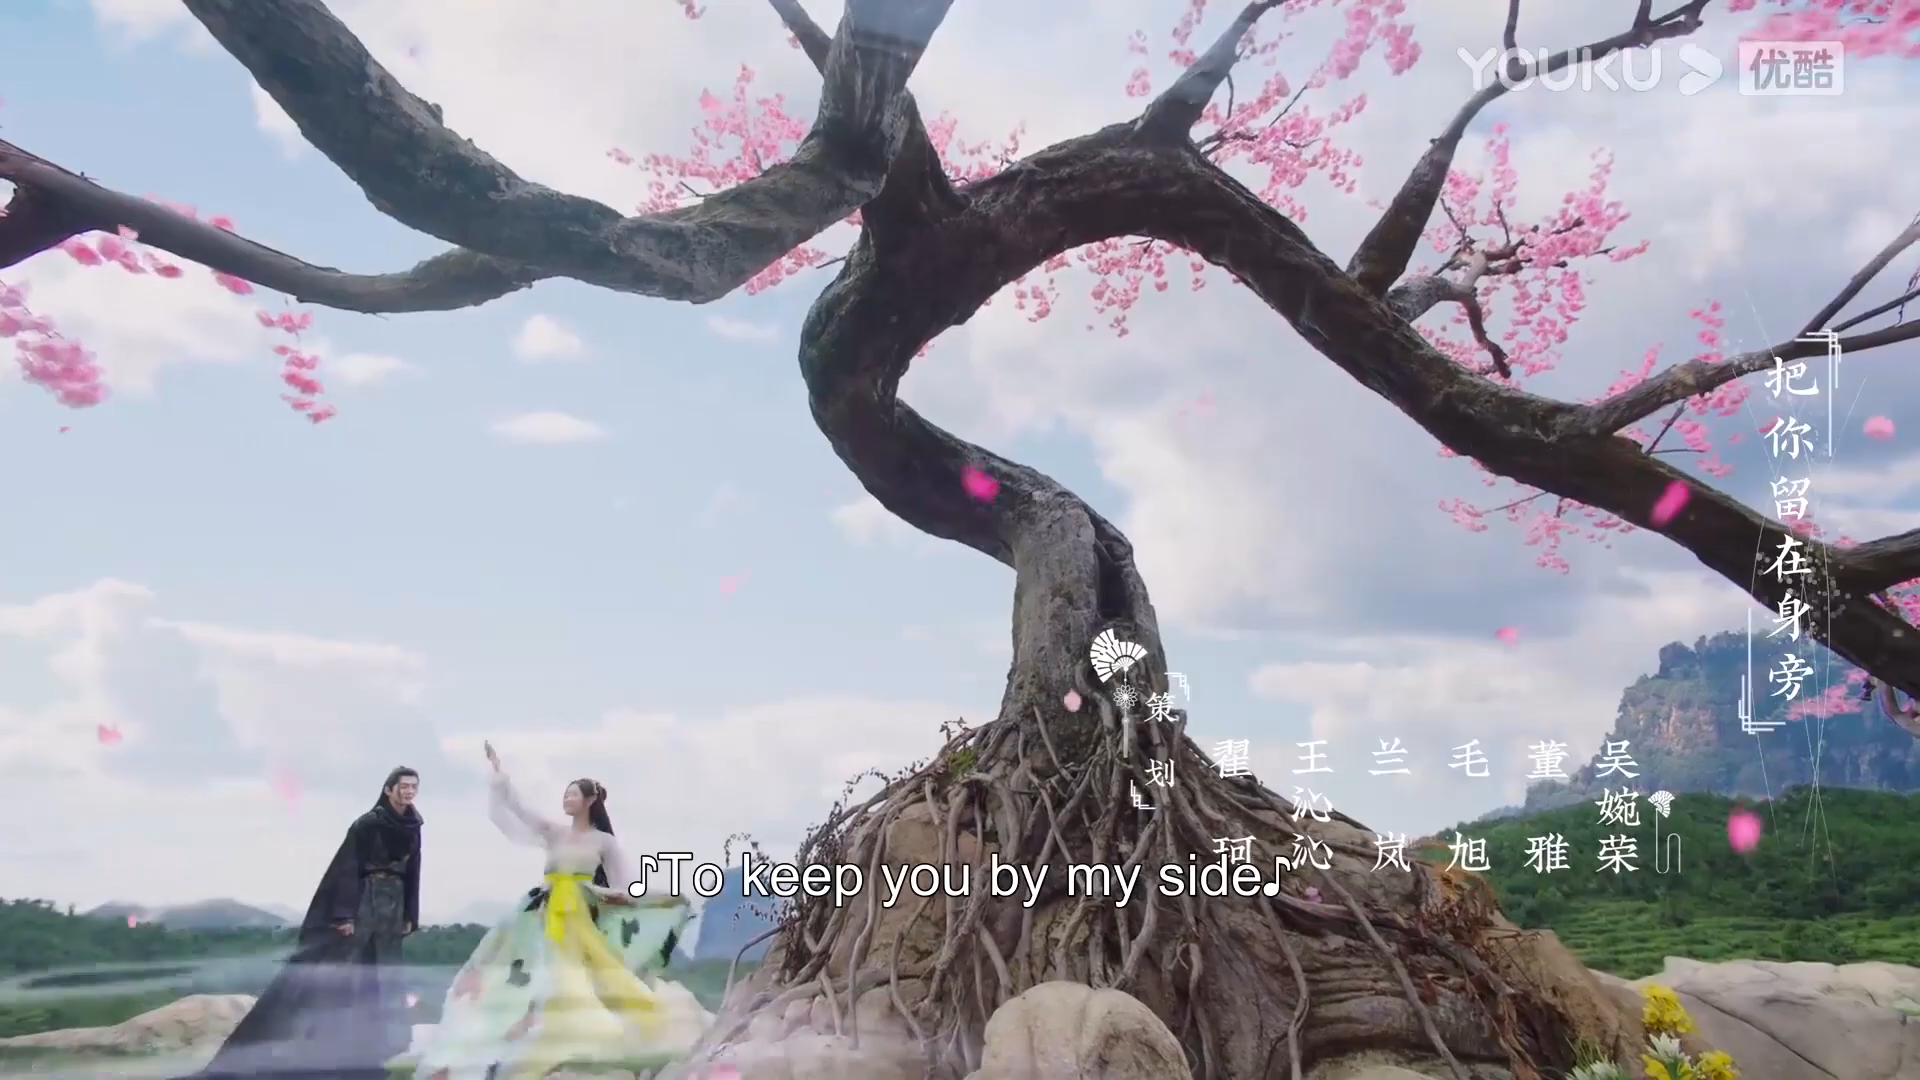 YOUKU 优酷
把你留在身旁
策划
翟珂
王沁沁
兰岚
毛旭
董雅
吴婉荣
♪To keep you by my side♪